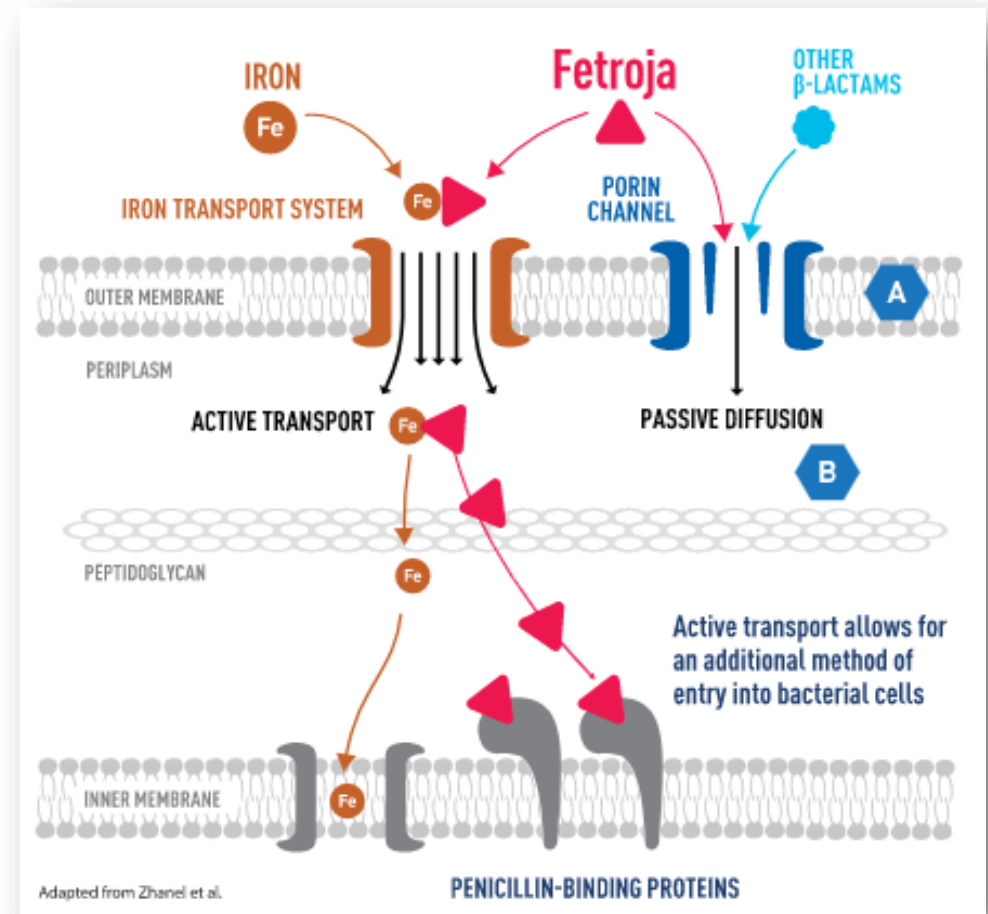 IRON
Fe
Fetroja
OTHER
β-LACTAMS
Fe
IRON TRANSPORT SYSTEM
PORIN
CHANNEL
OUTER MEMBRANE
A
PERIPLASM
ACTIVE TRANSPORT
Fe
PASSIVE DIFFUSION
B
PEPTIDOGLYCAN
Fe
Active transport allows for
an additional method of
entry into bacterial cells
INNER MEMBRANE
Fe
Adapted from Zhanel et al.
PENICILLIN-BINDING PROTEINS